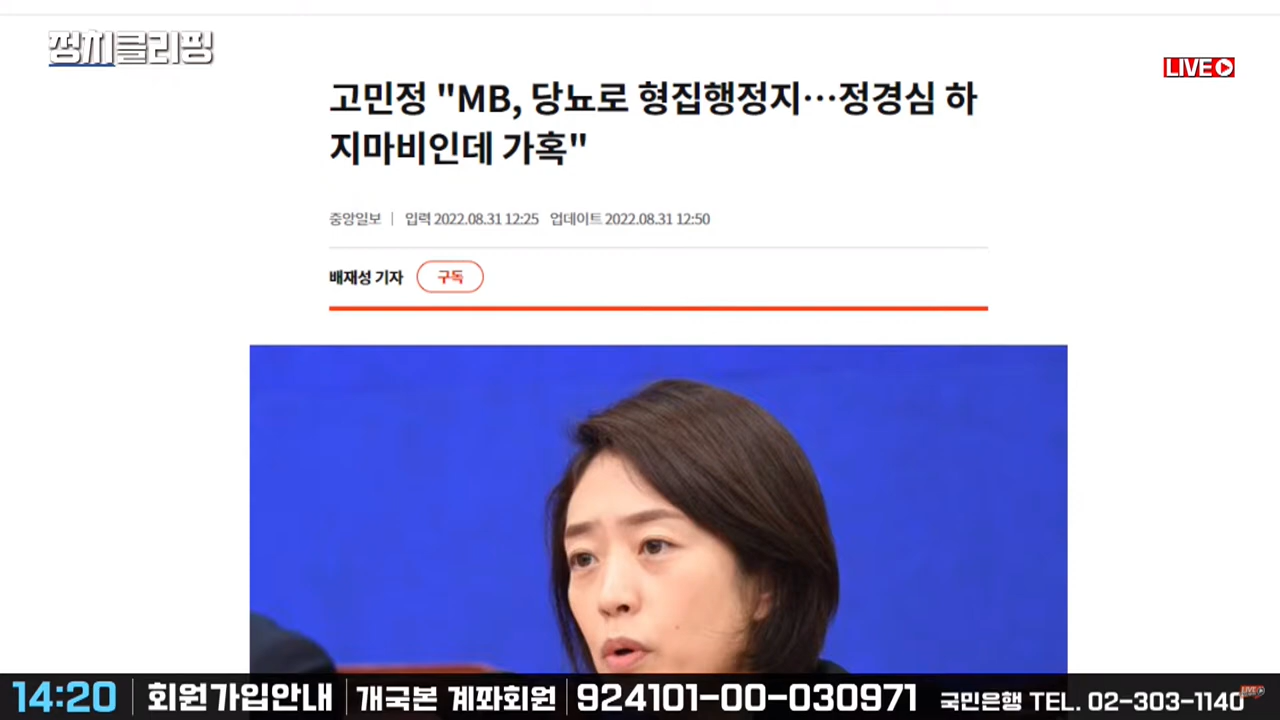 정치클리핑
LIVE
고민정 "MB, 당뇨로 형집행정지…정경심 하
지마비인데 가혹"
중앙일보 | 입력 2022.08.31 12:25 업데이트 2022.08.31 12:50
배재성 기자 구독
14:20 회원가입안내 개국본 계좌회원 924101-00-030971 국민은행 TEL. 02-303-1140
LIVE